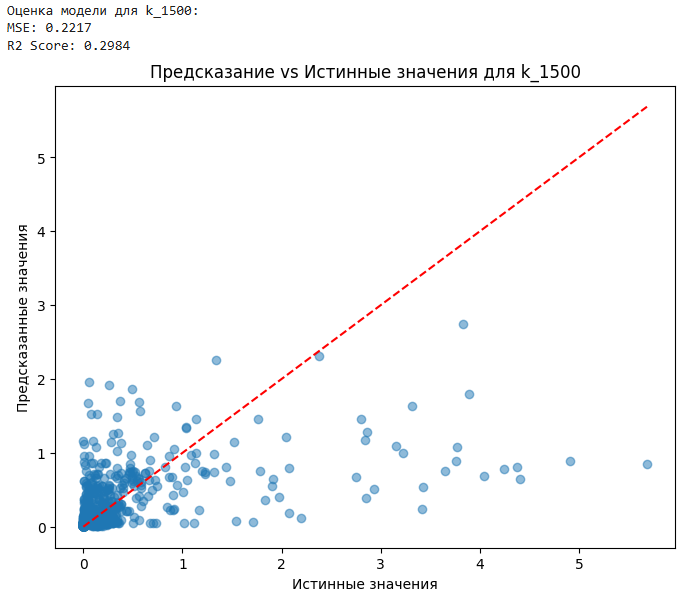 Оценка модели для k_1500:
MSE: 0.2217
R2 Score: 0.2984
Предсказание vs Истинные значения для k_1500
Предсказанные значения
5
4
3
2
1
0
0 1 2 3 4 5
Истинные значения